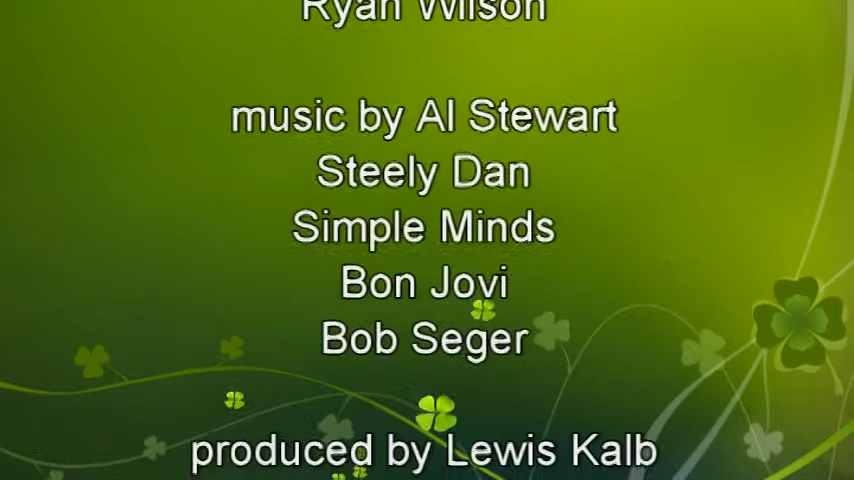 Ryan Wilson
music by Al Stewart
Steely Dan
Simple Minds
Bon Jovi
Bob Seger
produced by Lewis Kalb